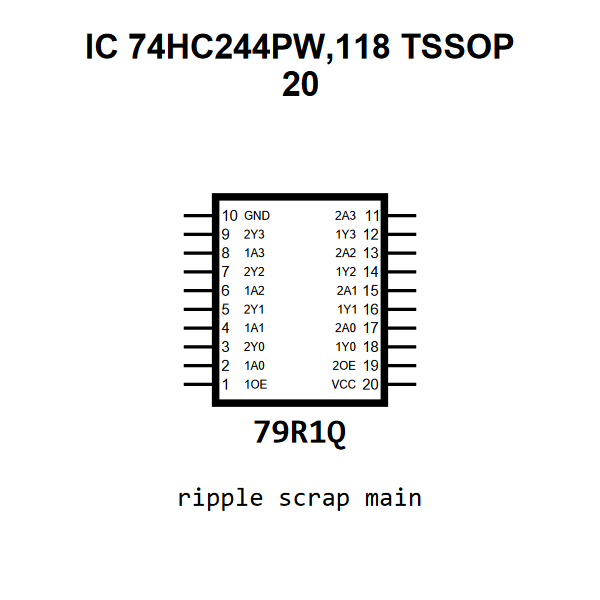 IC 74HC244PW,118 TSSOP
20
10 GND 2A3 11
9 2Y3 1Y3 12
8 1A3 2A2 13
7 2Y2 1Y2 14
6 1A2 2A1 15
5 2Y1 1Y1 16
4 1A1 2A0 17
3 2Y0 1Y0 18
2 1A0 2OE 19
1 1OE VCC 20
79R1Q
ripple scrap main